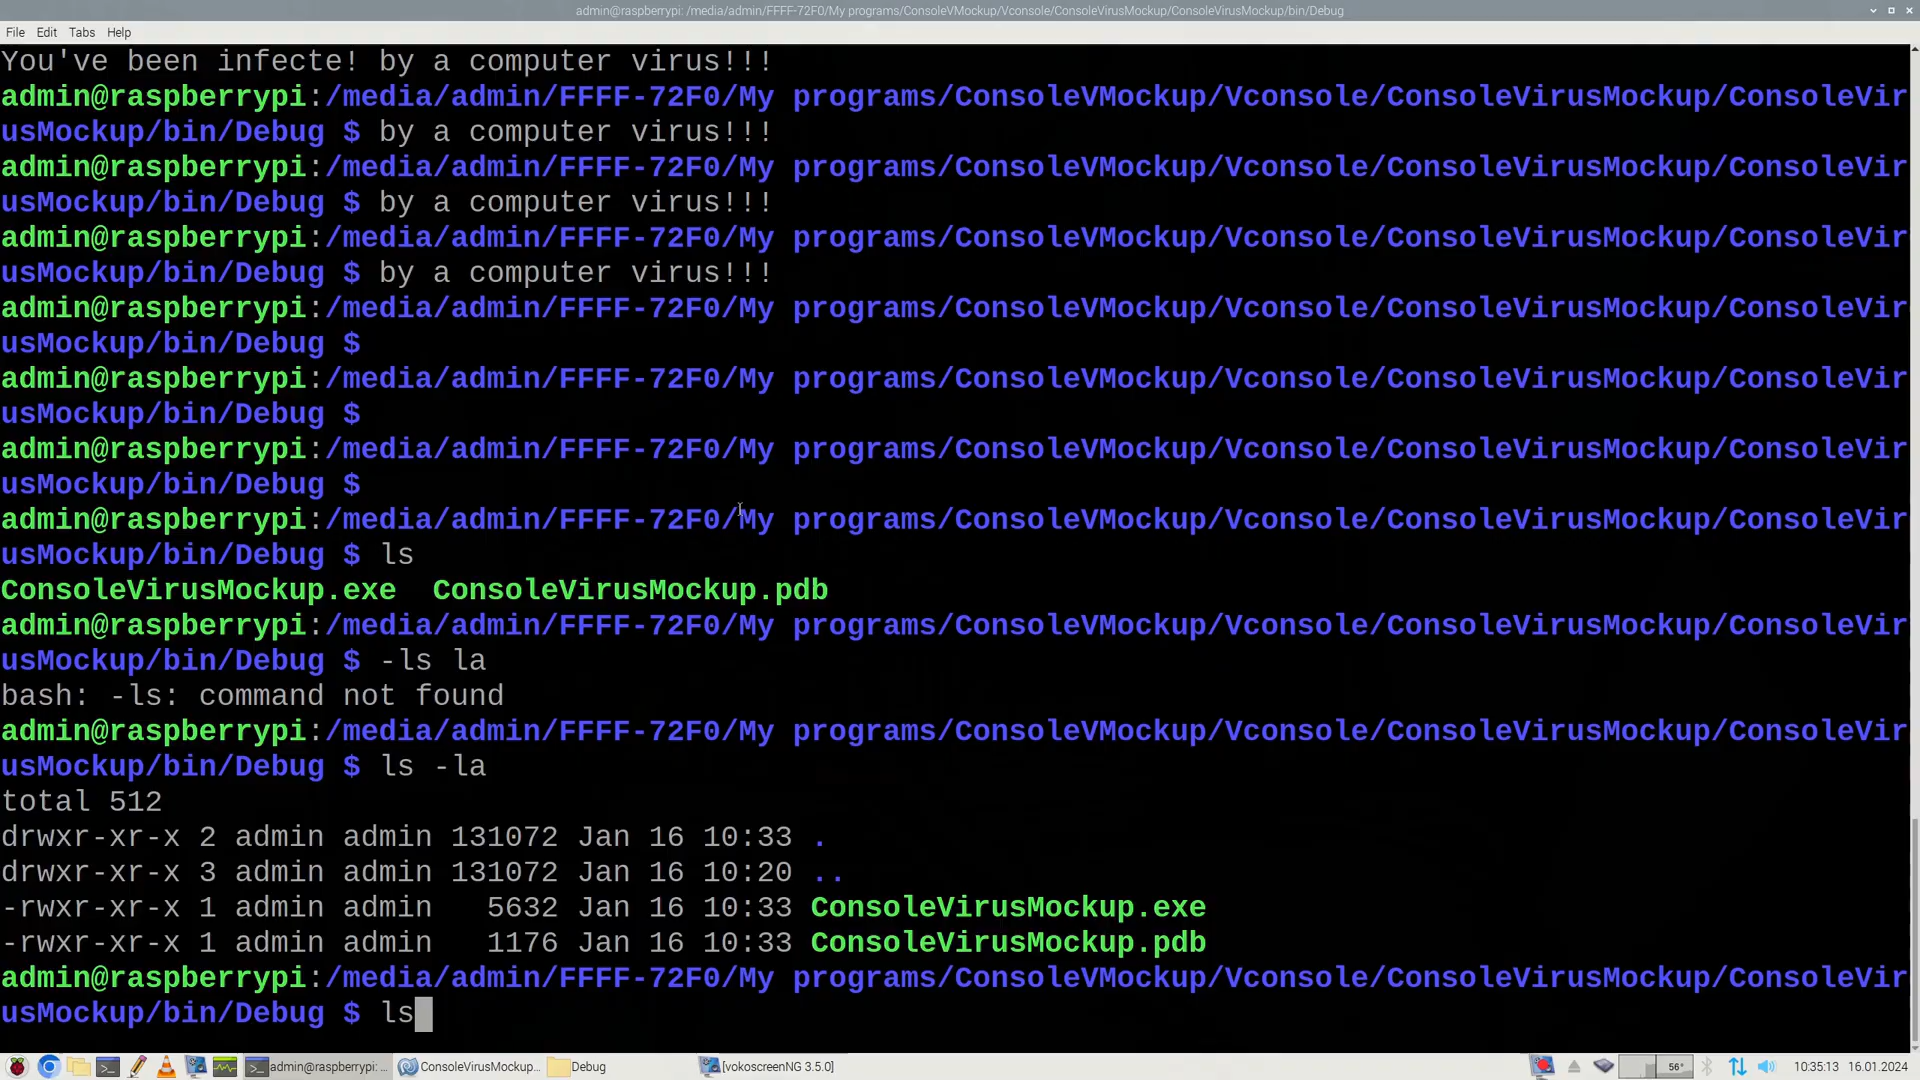 admin@raspberrypi: /media/admin/FFFF-72F0/My programs/ConsoleVMockup/Vconsole/ConsoleVirusMockup/ConsoleVirusMockup/bin/Debug
File Edit Tabs Help
You've been infecte! by a computer virus!!!
admin@raspberrypi:/media/admin/FFFF-72F0/My programs/ConsoleVMockup/Vconsole/ConsoleVirusMockup/ConsoleVir
usMockup/bin/Debug $ by a computer virus!!!
admin@raspberrypi:/media/admin/FFFF-72F0/My programs/ConsoleVMockup/Vconsole/ConsoleVirusMockup/ConsoleVir
usMockup/bin/Debug $ by a computer virus!!!
admin@raspberrypi:/media/admin/FFFF-72F0/My programs/ConsoleVMockup/Vconsole/ConsoleVirusMockup/ConsoleVir
usMockup/bin/Debug $ by a computer virus!!!
admin@raspberrypi:/media/admin/FFFF-72F0/My programs/ConsoleVMockup/Vconsole/ConsoleVirusMockup/ConsoleVir
usMockup/bin/Debug $
admin@raspberrypi:/media/admin/FFFF-72F0/My programs/ConsoleVMockup/Vconsole/ConsoleVirusMockup/ConsoleVir
usMockup/bin/Debug $
admin@raspberrypi:/media/admin/FFFF-72F0/My programs/ConsoleVMockup/Vconsole/ConsoleVirusMockup/ConsoleVir
usMockup/bin/Debug $
admin@raspberrypi:/media/admin/FFFF-72F0/My programs/ConsoleVMockup/Vconsole/ConsoleVirusMockup/ConsoleVir
usMockup/bin/Debug $ ls
ConsoleVirusMockup.exe  ConsoleVirusMockup.pdb
admin@raspberrypi:/media/admin/FFFF-72F0/My programs/ConsoleVMockup/Vconsole/ConsoleVirusMockup/ConsoleVir
usMockup/bin/Debug $ -ls la
bash: -ls: command not found
admin@raspberrypi:/media/admin/FFFF-72F0/My programs/ConsoleVMockup/Vconsole/ConsoleVirusMockup/ConsoleVir
usMockup/bin/Debug $ ls -la
total 512
drwxr-xr-x 2 admin admin 131072 Jan 16 10:33 .
drwxr-xr-x 3 admin admin 131072 Jan 16 10:20 ..
-rwxr-xr-x 1 admin admin   5632 Jan 16 10:33 ConsoleVirusMockup.exe
-rwxr-xr-x 1 admin admin   1176 Jan 16 10:33 ConsoleVirusMockup.pdb
admin@raspberrypi:/media/admin/FFFF-72F0/My programs/ConsoleVMockup/Vconsole/ConsoleVirusMockup/ConsoleVir
usMockup/bin/Debug $ ls
admin@raspberrypi: ... ConsoleVirusMockup... Debug [vokoscreenNG 3.5.0] 56° 10:35:13 16.01.2024